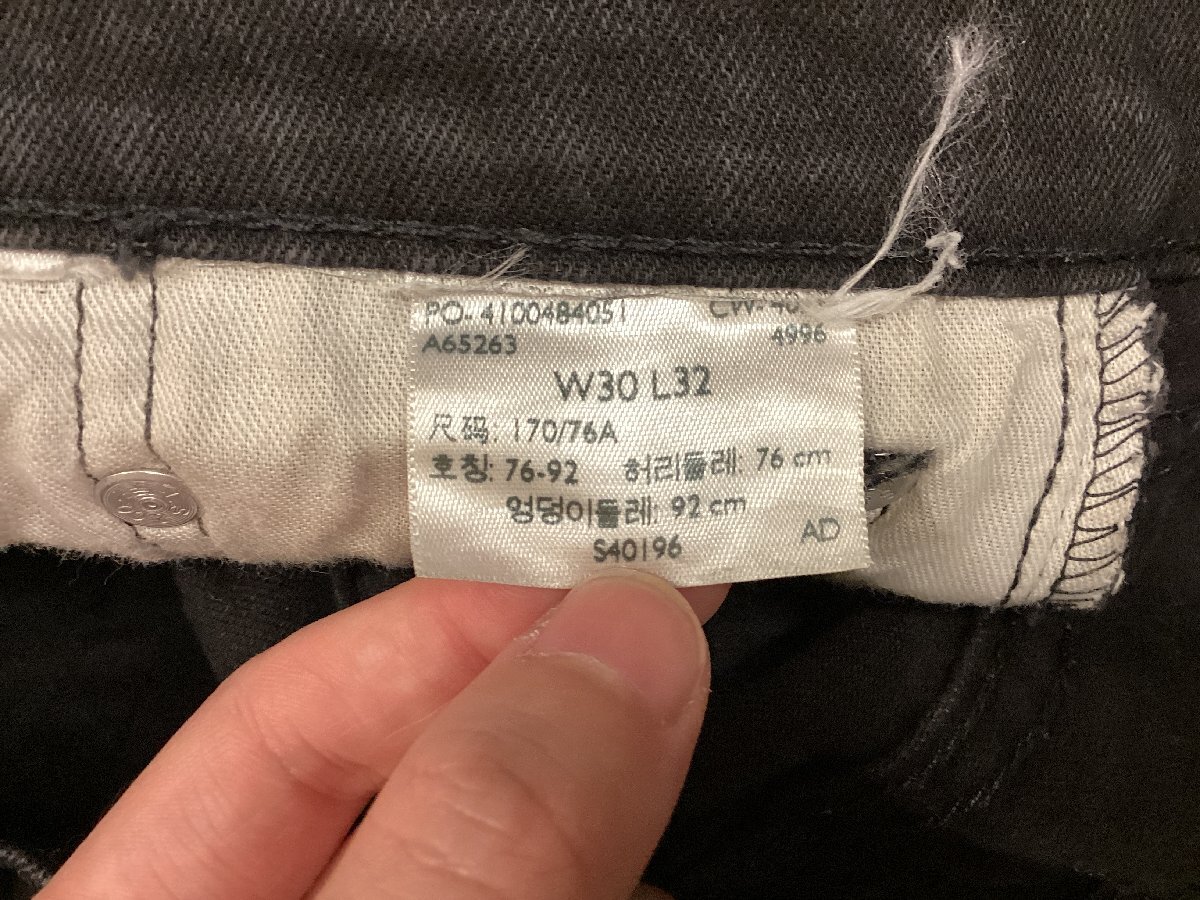 PO- 4100484051
A65263 4996
W30 L32
尺码: 170/76A
호칭: 76-92 허리둘레: 76 cm
엉덩이둘레: 92 cm
S40196 AD